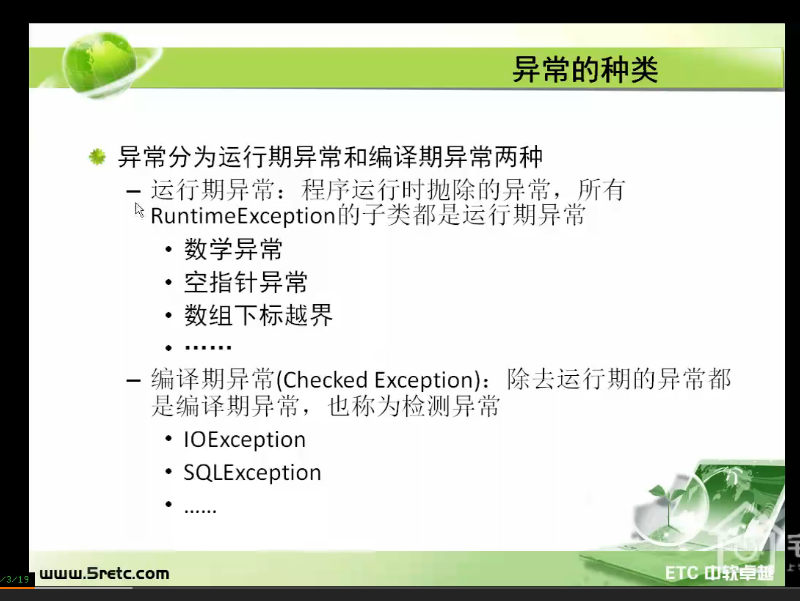 异常的种类
异常分为运行期异常和编译期异常两种
– 运行期异常：程序运行时抛除的异常，所有
RuntimeException的子类都是运行期异常
• 数学异常
• 空指针异常
• 数组下标越界
• ……
– 编译期异常(Checked Exception)：除去运行期的异常都
是编译期异常，也称为检测异常
• IOException
• SQLException
• ……
/3/19
www.5retc.com
ETC 中软卓越